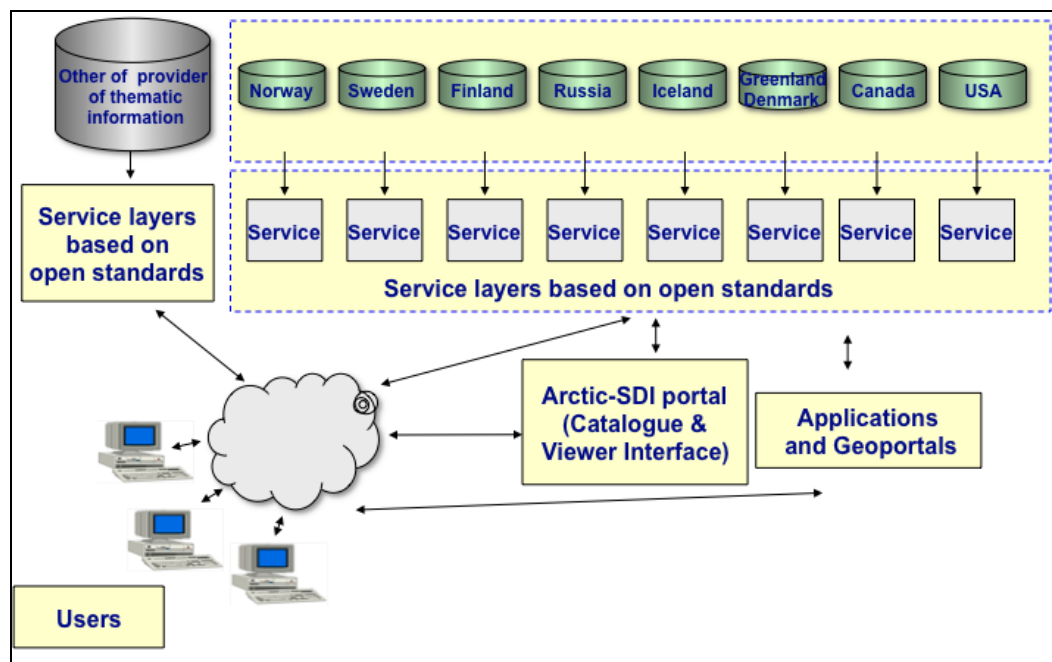 Other of provider
of thematic
information
Norway
Sweden
Finland
Russia
Iceland
Greenland
Denmark
Canada
USA
Service layers
based on
open standards
Service
Service
Service
Service
Service
Service
Service
Service
Service layers based on open standards
Arctic-SDI portal
(Catalogue &
Viewer Interface)
Applications
and Geoportals
Users